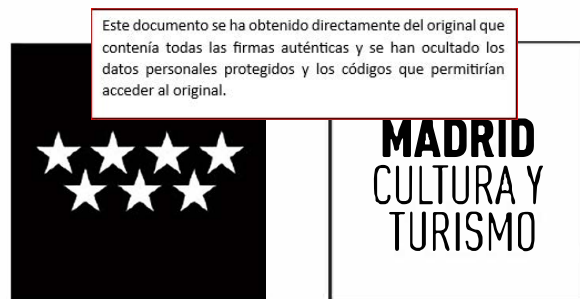 Este documento se ha obtenido directamente del original que
contenía todas las firmas auténticas y se han ocultado los
datos personales protegidos y los códigos que permitirían
acceder al original.
MADRID
CULTURA Y
TURISMO